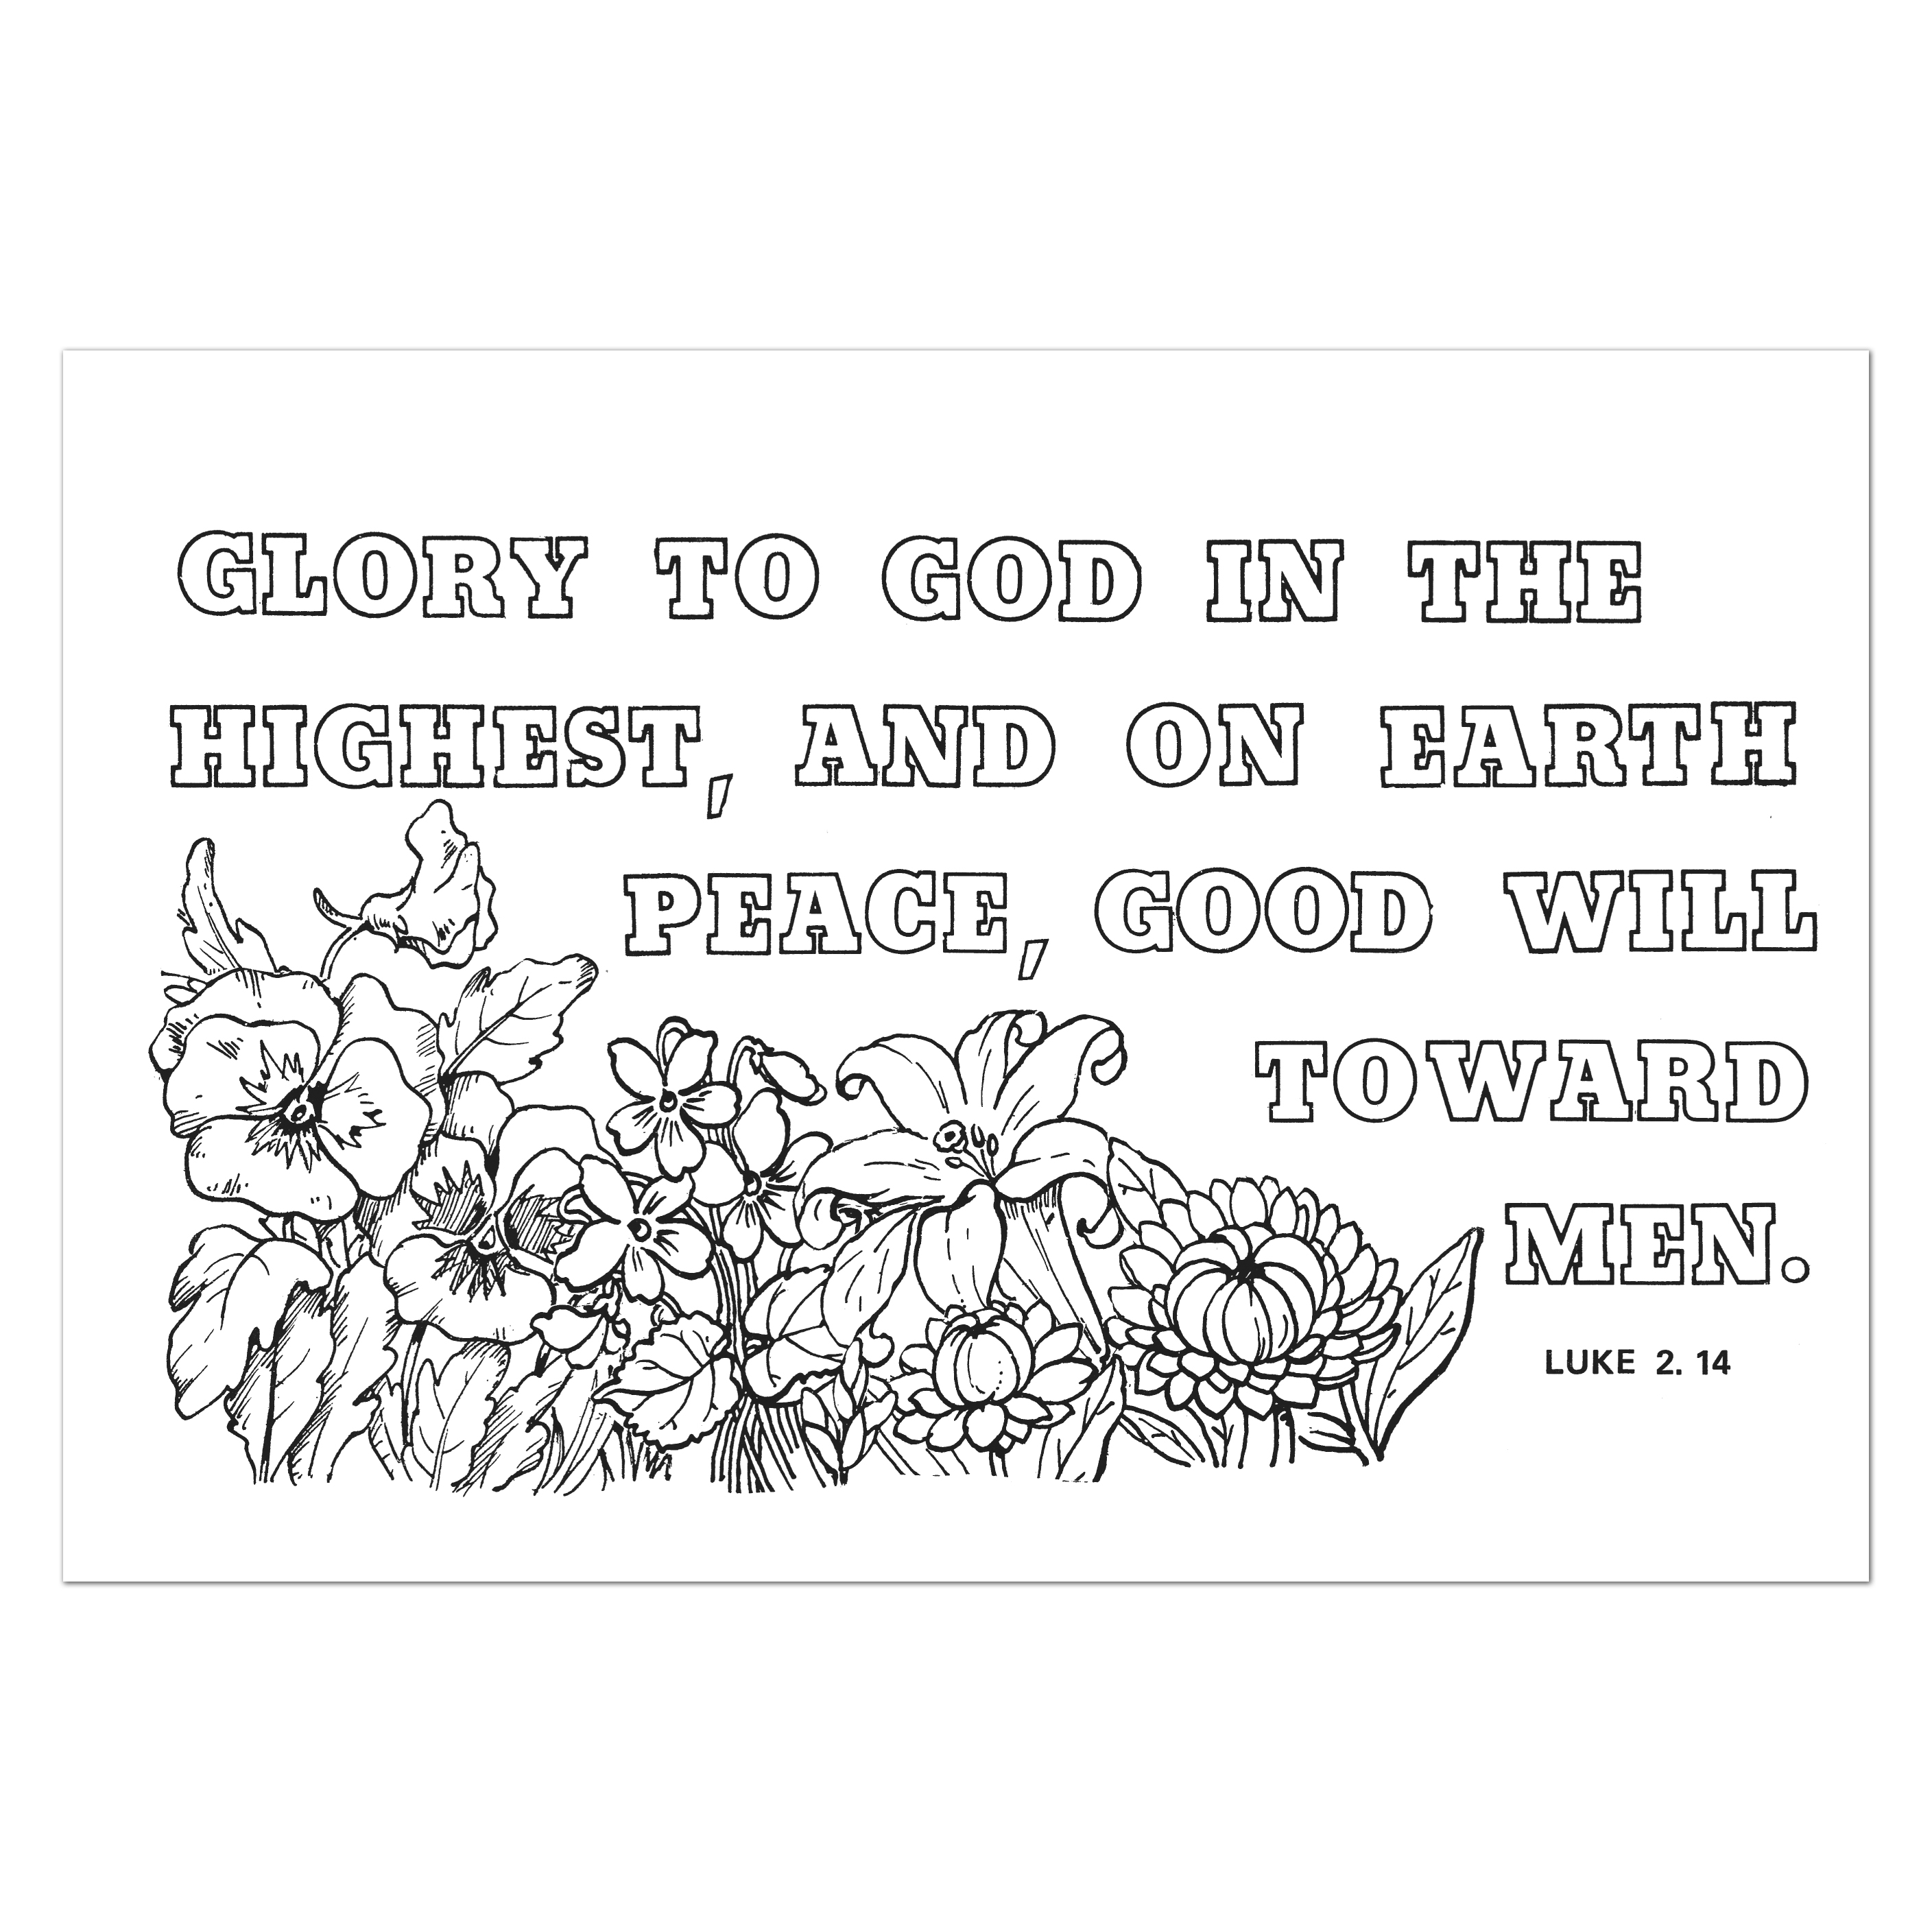 GLORY TO GOD IN THE
HIGHEST, AND ON EARTH
PEACE, GOOD WILL
TOWARD
MEN.
LUKE 2. 14